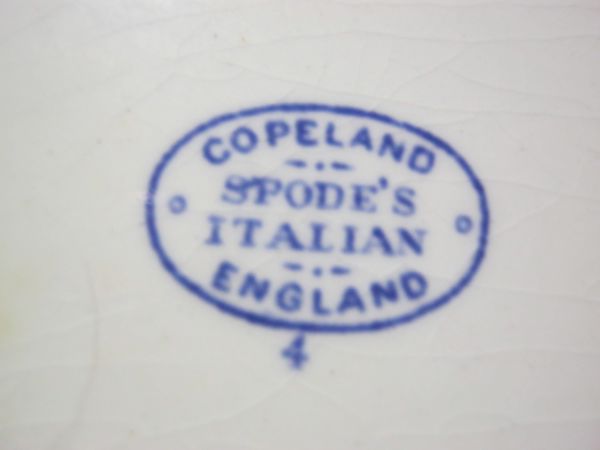 COPELAND
SPODE'S
ITALIAN
ENGLAND
4